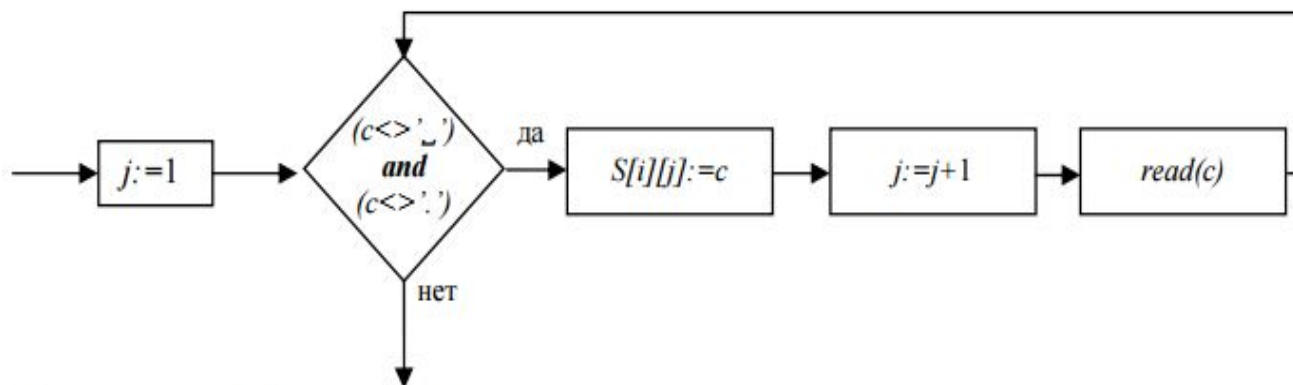 j:=1
(c<>'␣')
and
(c<>'.')
да
S[i][j]:=c
j:=j+1
read(c)
нет